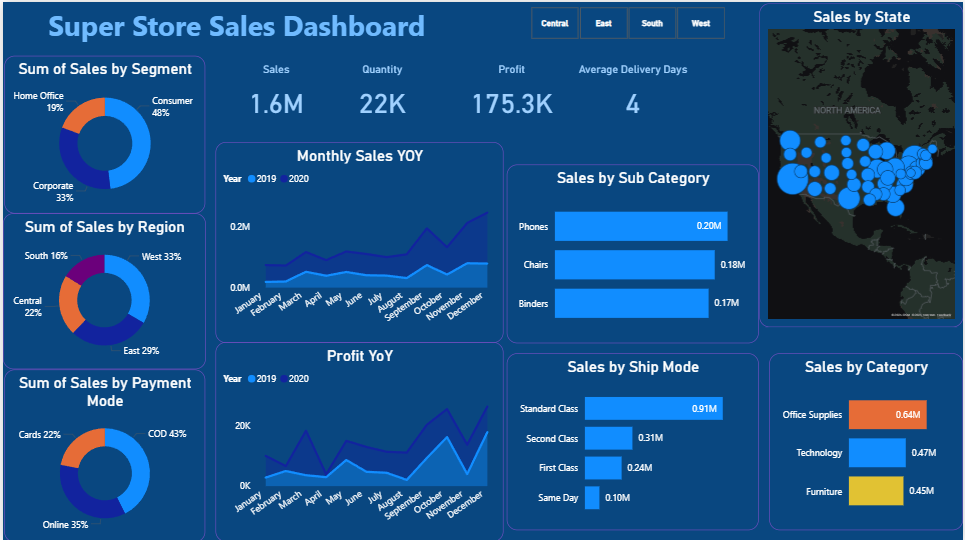 Super Store Sales Dashboard
Central
East
South
West
Sales by State
NORTH AMERICA
Sum of Sales by Segment
Home Office
19%
Consumer
48%
Corporate
33%
Sales
Quantity
Profit
Average Delivery Days
1.6M
22K
175.3K
4
Monthly Sales YOY
Year 2019 2020
0.2M
0.0M
January
February
March
April
May
June
July
August
September
October
November
December
Sales by Sub Category
Phones 0.20M
Chairs 0.18M
Binders 0.17M
Sum of Sales by Region
South 16%
West 33%
Central
22%
East 29%
Profit YoY
Year 2019 2020
20K
0K
January
February
March
April
May
June
July
August
September
October
November
December
Sales by Ship Mode
Standard Class 0.91M
Second Class 0.31M
First Class 0.24M
Same Day 0.10M
Sales by Category
Office Supplies 0.64M
Technology 0.47M
Furniture 0.45M
Sum of Sales by Payment
Mode
Cards 22%
COD 43%
Online 35%